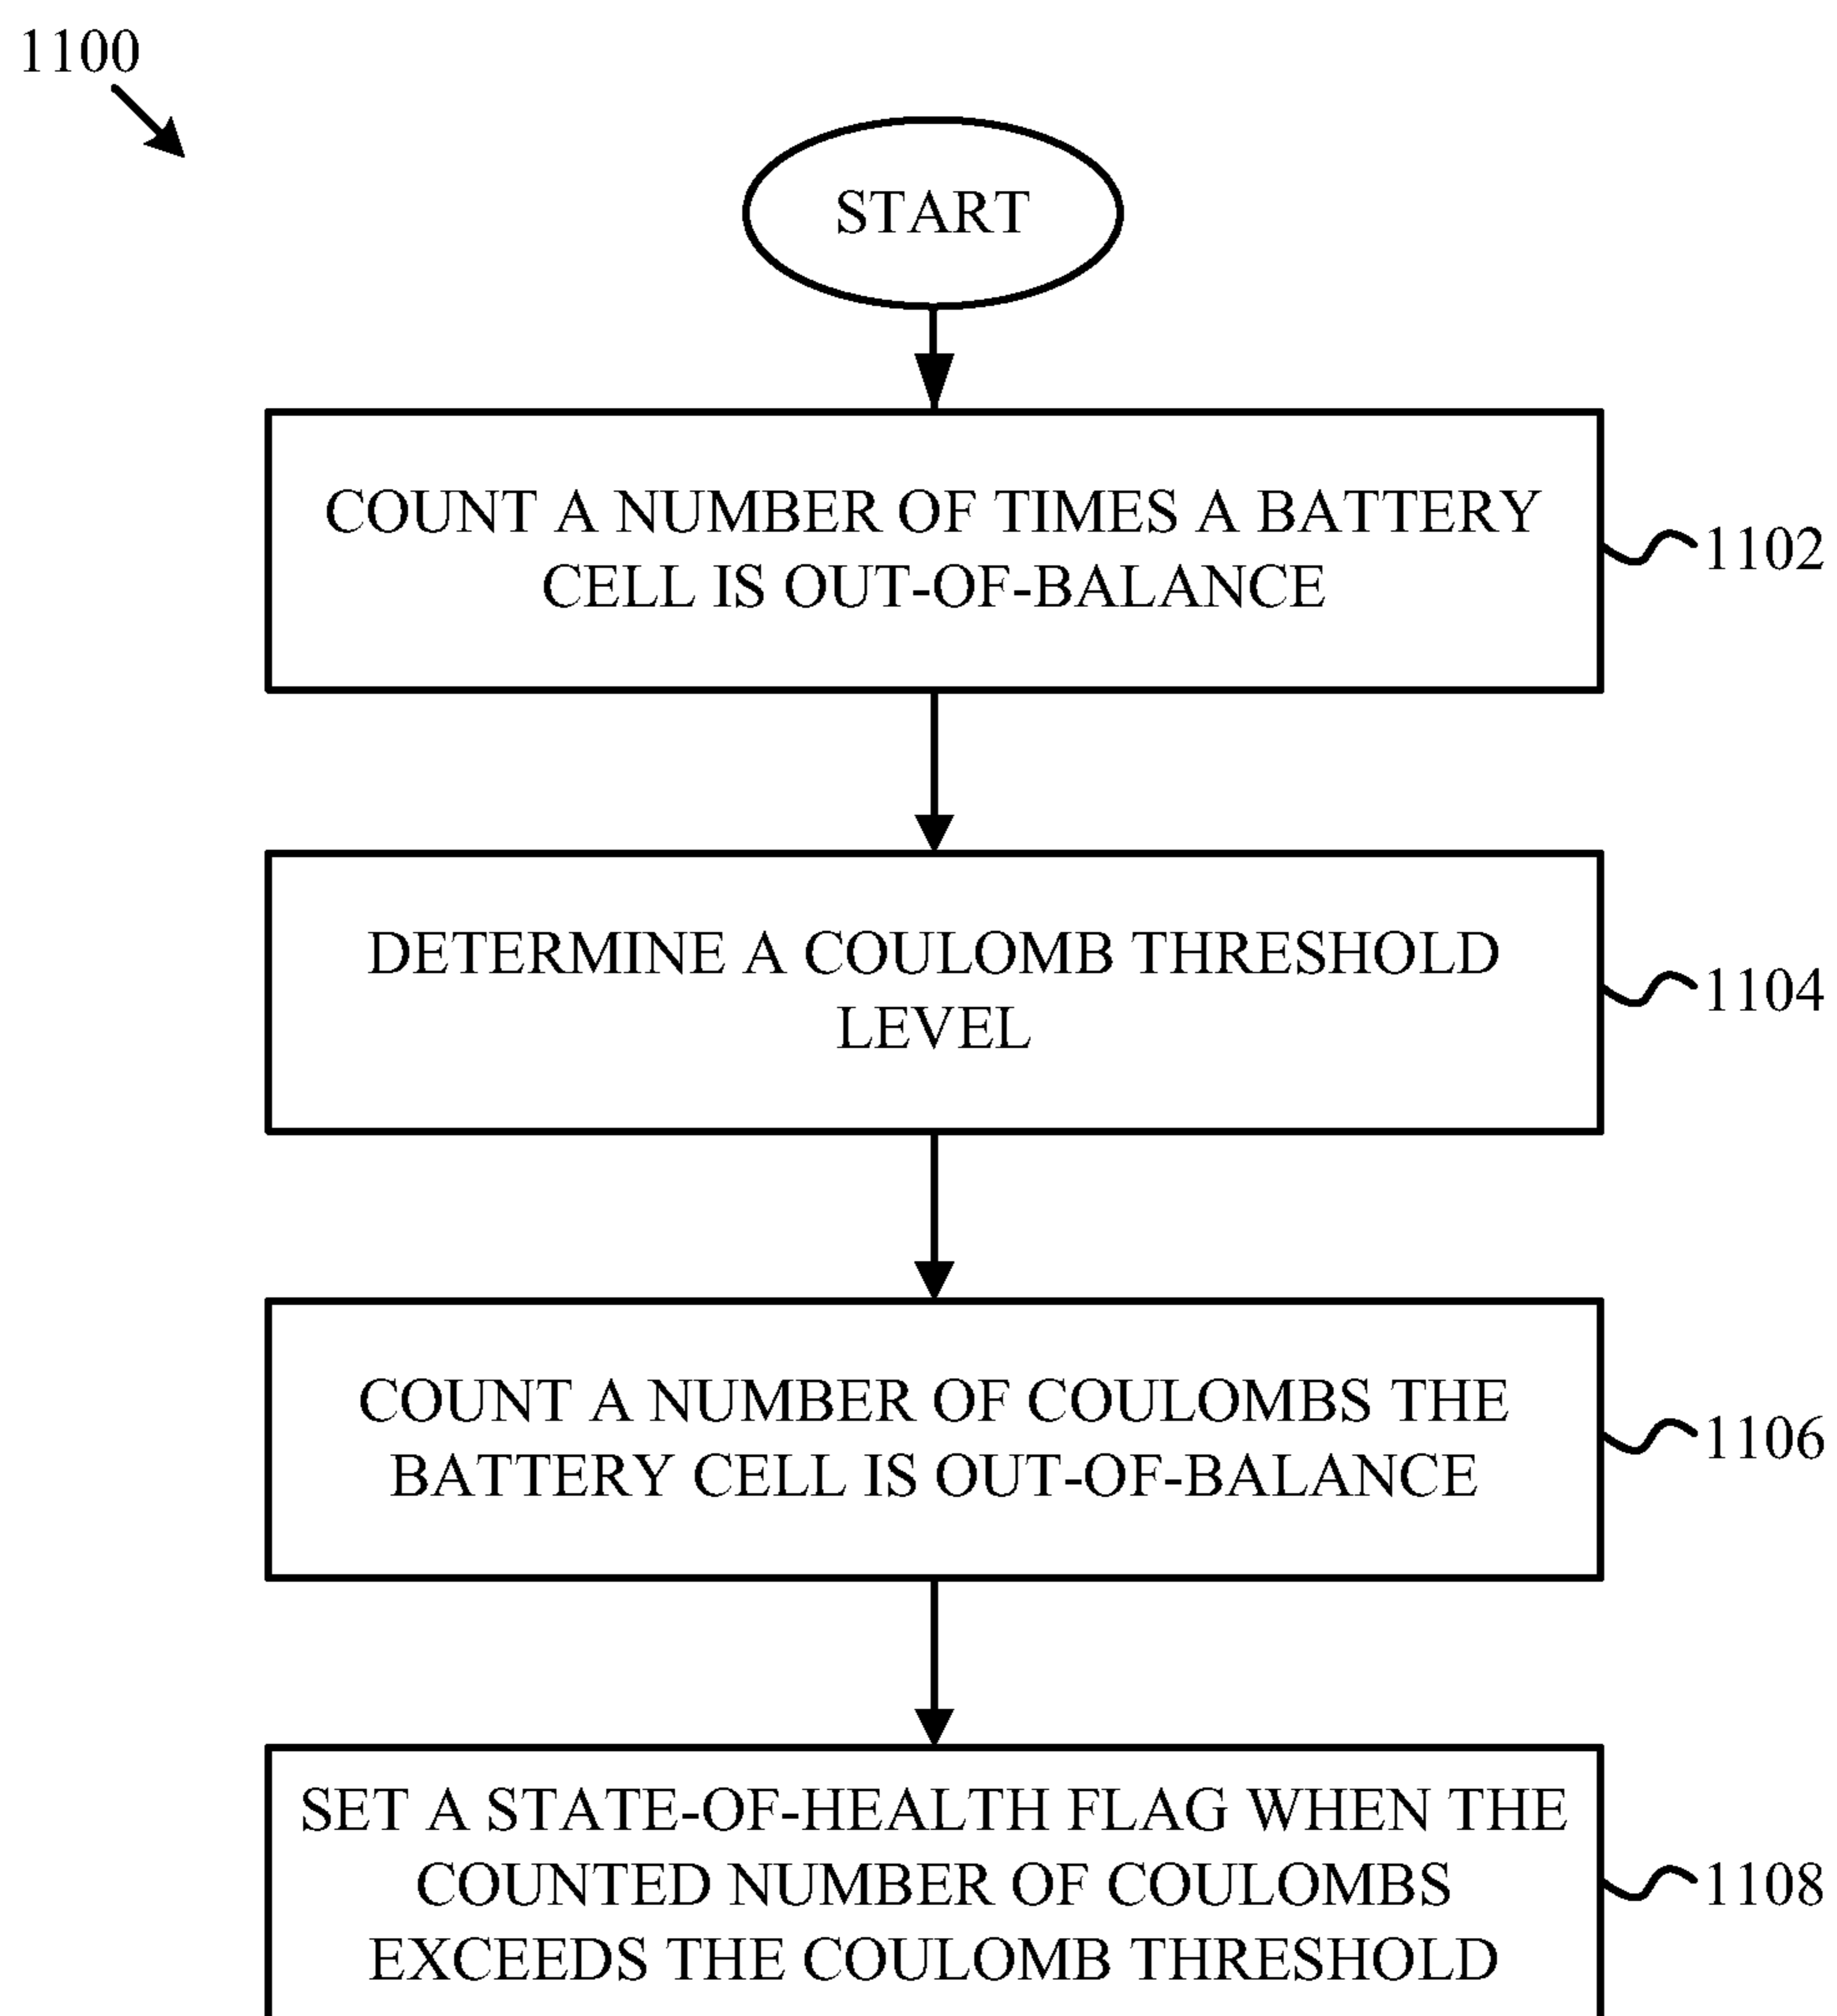 1100
START
COUNT A NUMBER OF TIMES A BATTERY
CELL IS OUT-OF-BALANCE
1102
DETERMINE A COULOMB THRESHOLD
LEVEL
1104
COUNT A NUMBER OF COULOMBS THE
BATTERY CELL IS OUT-OF-BALANCE
1106
SET A STATE-OF-HEALTH FLAG WHEN THE
COUNTED NUMBER OF COULOMBS
EXCEEDS THE COULOMB THRESHOLD
1108